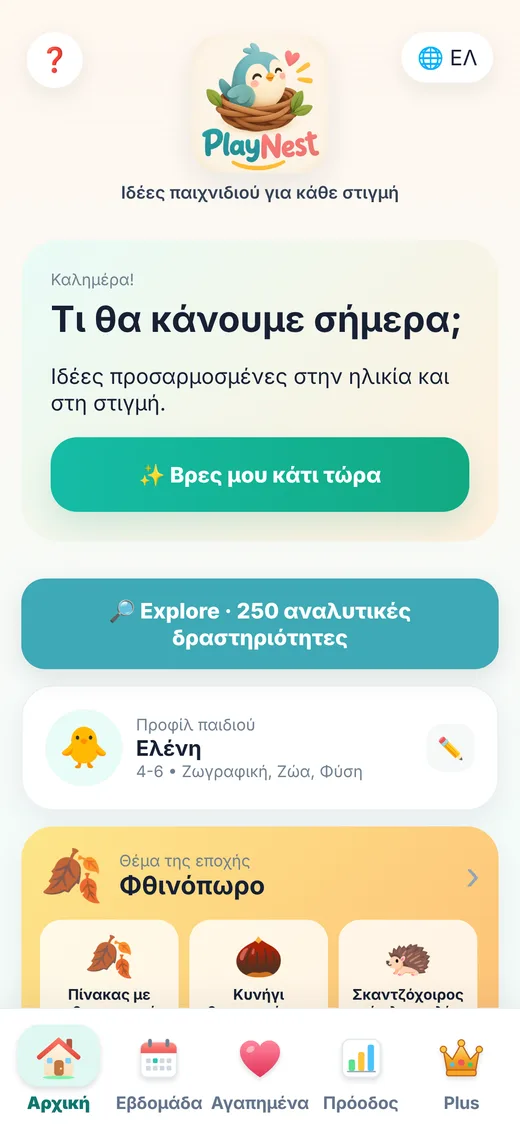 ❓
🌐 ΕΛ
PlayNest
Ιδέες παιχνιδιού για κάθε στιγμή
Καλημέρα!
Τι θα κάνουμε σήμερα;
Ιδέες προσαρμοσμένες στην ηλικία και
στη στιγμή.
✨ Βρες μου κάτι τώρα
🔎 Explore · 250 αναλυτικές
δραστηριότητες
Προφίλ παιδιού
Ελένη
4-6 • Ζωγραφική, Ζώα, Φύση
Θέμα της εποχής
Φθινόπωρο
Πίνακας με
Κυνήγι
Σκαντζόχοιρος
Αρχική
Εβδομάδα
Αγαπημένα
Πρόοδος
Plus